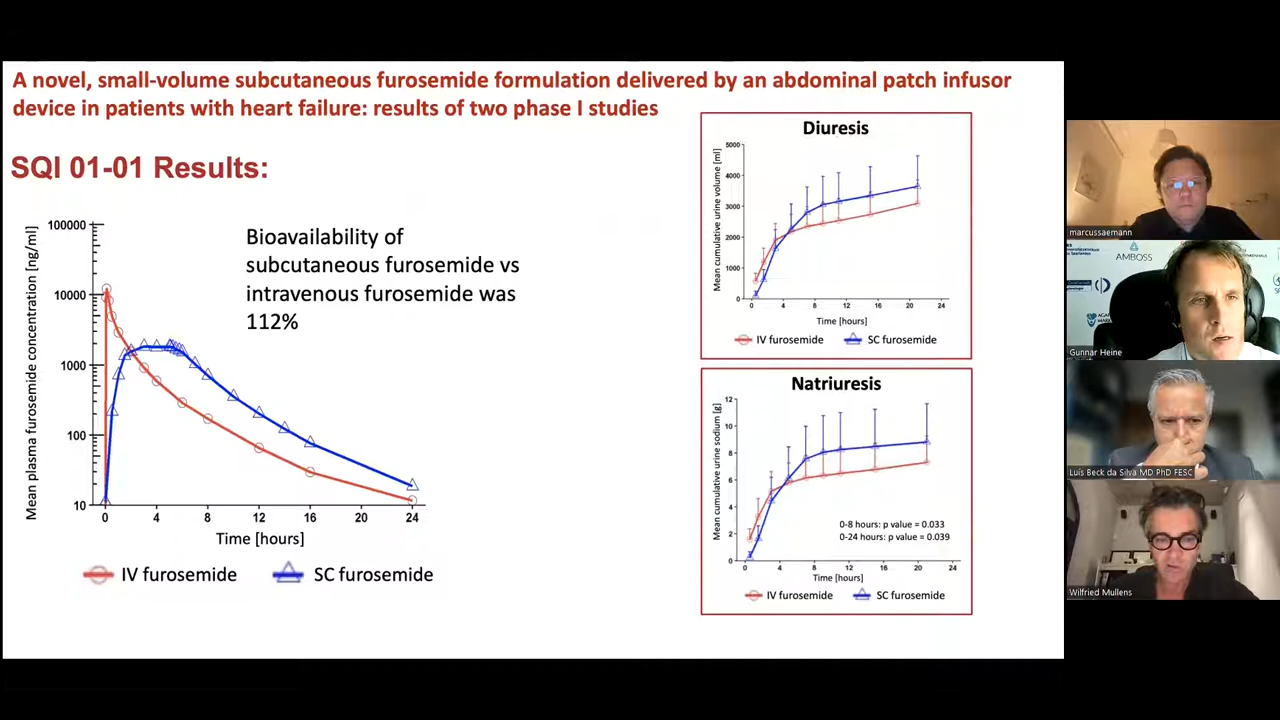 A novel, small-volume subcutaneous furosemide formulation delivered by an abdominal patch infusor
device in patients with heart failure: results of two phase I studies
SQI 01-01 Results:
Mean plasma furosemide concentration [ng/ml]
100000
10000
1000
100
10
0 4 8 12 16 20 24
Time [hours]
IV furosemide SC furosemide
Bioavailability of
subcutaneous furosemide vs
intravenous furosemide was
112%
Diuresis
Mean cumulative urine volume [ml]
5000
4000
3000
2000
1000
0
0 4 8 12 16 20 24
Time [hours]
IV furosemide SC furosemide
Natriuresis
Mean cumulative urine sodium [g]
12
10
8
6
4
2
0
0-8 hours: p value = 0.033
0-24 hours: p value = 0.039
0 4 8 12 16 20 24
Time [hours]
IV furosemide SC furosemide
marcussaemann
AMBOSS
Gunnar Heine
Luís Beck da Silva MD PhD FESC
Wilfried Mullens